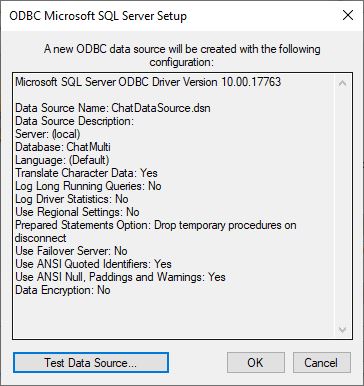 ODBC Microsoft SQL Server Setup
A new ODBC data source will be created with the following
configuration:
Microsoft SQL Server ODBC Driver Version 10.00.17763
Data Source Name: ChatDataSource.dsn
Data Source Description:
Server: (local)
Database: ChatMulti
Language: (Default)
Translate Character Data: Yes
Log Long Running Queries: No
Log Driver Statistics: No
Use Regional Settings: No
Prepared Statements Option: Drop temporary procedures on
disconnect
Use Failover Server: No
Use ANSI Quoted Identifiers: Yes
Use ANSI Null, Paddings and Warnings: Yes
Data Encryption: No
Test Data Source...
OK
Cancel